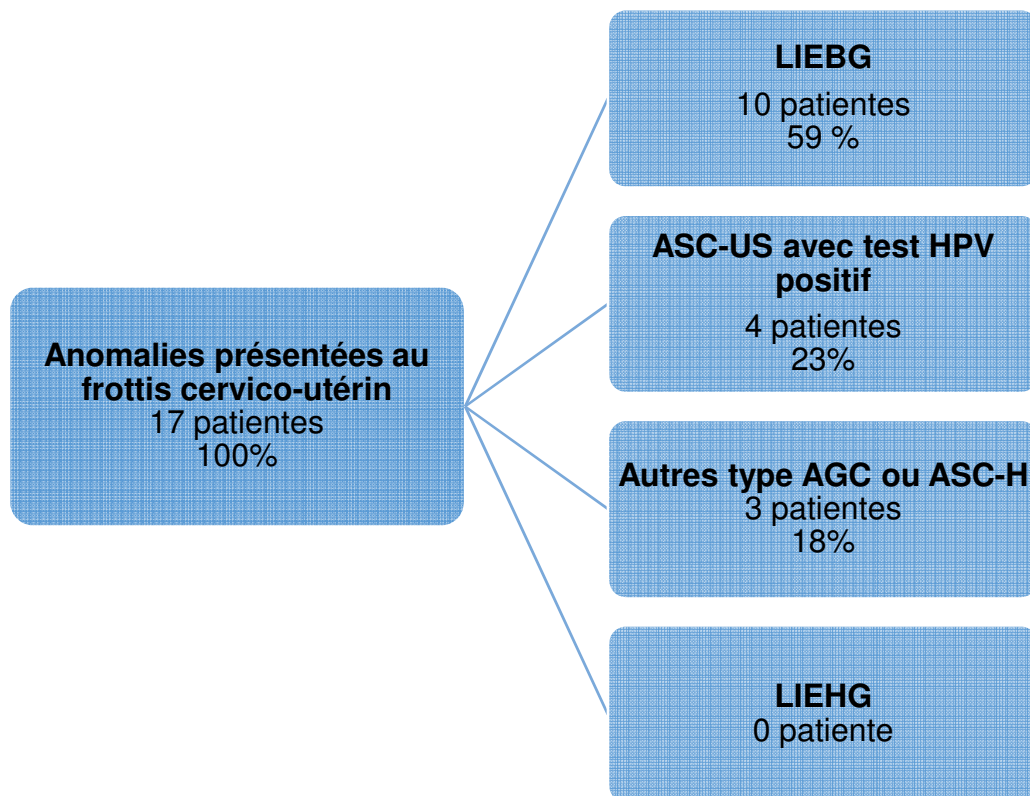 Anomalies présentées au
frottis cervico-utérin
17 patientes
100%
LIEBG
10 patientes
59 %
ASC-US avec test HPV
positif
4 patientes
23%
Autres type AGC ou ASC-H
3 patientes
18%
LIEHG
0 patiente